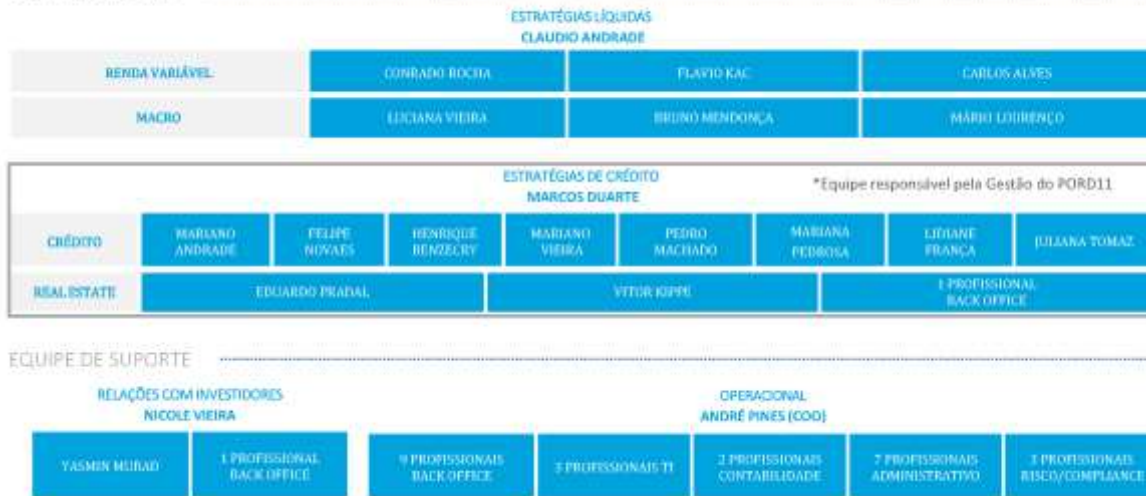 ESTRATÉGIAS LÍQUIDAS
CLAUDIO ANDRADE
RENDA VARIÁVEL
CONRADO ROCHA
FLAVIO KAC
CARLOS ALVES
MACRO
LUCIANA VIEIRA
BRUNO MENDONÇA
MÁRIO LOURENÇO
ESTRATÉGIAS DE CRÉDITO
MARCOS DUARTE
*Equipe responsável pela Gestão do PORD11
CRÉDITO
MARIANO
ANDRADE
FELIPE
NOVAES
HENRIQUE
BENZECRY
MARIANO
VIEIRA
PEDRO
MACHADO
MARIANA
PEDROSA
LIDIANE
FRANÇA
JULIANA TOMAZ
REAL ESTATE
EDUARDO PRADAL
VITOR
1 PROFISSIONAL
BACK OFFICE
EQUIPE DE SUPORTE
RELAÇÕES COM INVESTIDORES
NICOLE VIEIRA
YASMIN MURAD
1 PROFISSIONAL
BACK OFFICE
OPERACIONAL
ANDRÉ PINES (COO)
9 PROFISSIONAIS
BACK OFFICE
PROFISSIONAIS TI
2 PROFISSIONAIS
CONTABILIDADE
7 PROFISSIONAIS
ADMINISTRATIVO
PROFISSIONAIS
RISCO/COMPLIANCE